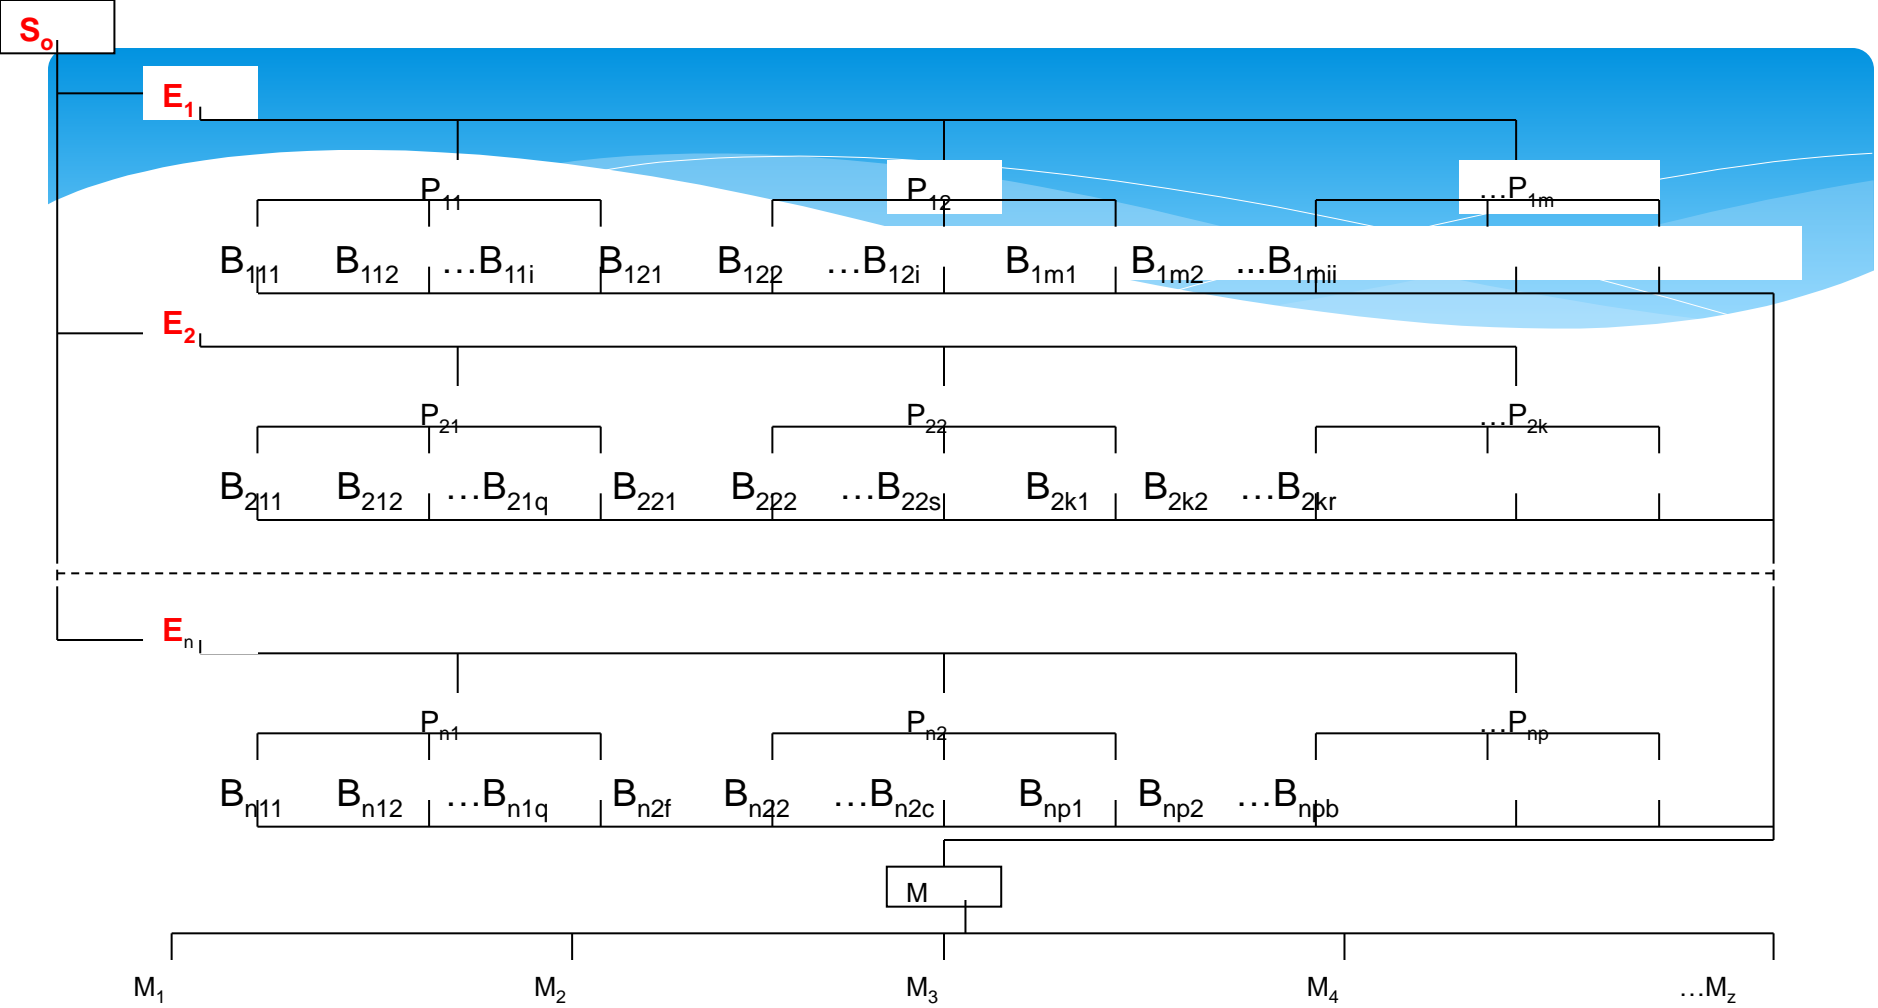 S₀
E₁
P₁₁ P₁₂ …P₁ₘ
B₁₁₁ B₁₁₂ …B₁₁ᵢ B₁₂₁ B₁₂₂ …B₁₂ᵢ B₁ₘ₁ B₁ₘ₂ ...B₁ₘᵢᵢ
E₂
P₂₁ P₂₂ …P₂ₖ
B₂₁₁ B₂₁₂ …B₂₁q B₂₂₁ B₂₂₂ …B₂₂ₛ B₂ₖ₁ B₂ₖ₂ …B₂ₖᵣ
Eₙ
Pₙ₁ Pₙ₂ …Pₙₚ
Bₙ₁₁ Bₙ₁₂ …Bₙ₁q Bₙ₂f Bₙ₂₂ …Bₙ₂c Bₙₚ₁ Bₙₚ₂ …Bₙₚb
M
M₁ M₂ M₃ M₄ …Mz